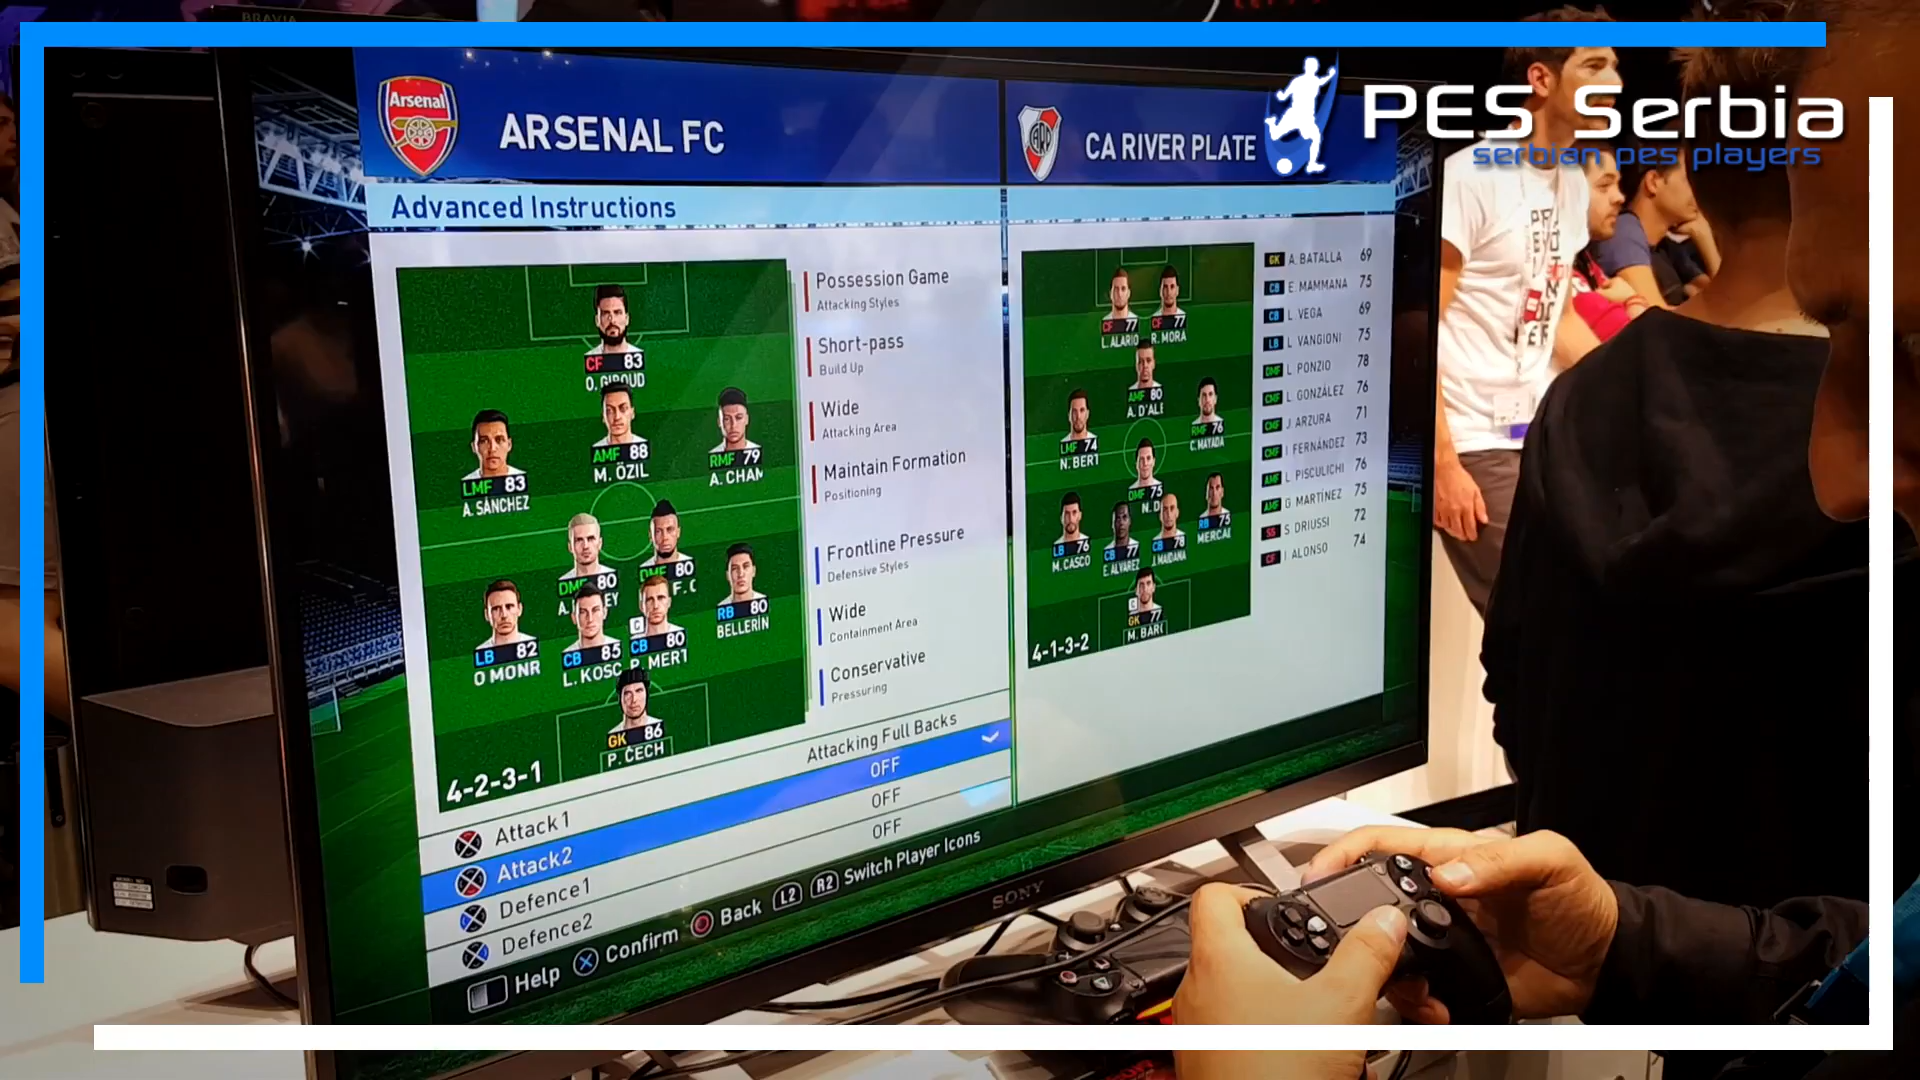 BRAVIA
PES Serbia
serbian pes players
Arsenal
ARSENAL FC
CA RIVER PLATE
Advanced Instructions
CF 83
O. GIROUD
LMF 83
A. SÁNCHEZ
AMF 88
M. ÖZIL
RMF 79
A. CHAM
DMF 80
DMF 80
F. C
LB 82
O MONR
CB 85
L. KOSC
C
CB 80
P. MERT
RB 80
BELLERÍN
GK 86
P. ČECH
4-2-3-1
Possession Game
Attacking Styles
Short-pass
Build Up
Wide
Attacking Area
Maintain Formation
Positioning
Frontline Pressure
Defensive Styles
Wide
Containment Area
Conservative
Pressuring
CF 77
L. ALARIO
CF 77
R. MORA
AMF 80
A. D'ALE
LMF 74
N. BERT
RMF 76
C. MAYADA
DMF 75
N. D
LB 76
M. CASCO
CB 77
E. ALVAREZ
CB 78
J. MAIDANA
RB 75
MERCAD
C
GK 77
M. BARO
4-1-3-2
GK A. BATALLA 69
CB E. MAMMANA 75
CB L. VEGA 69
LB L. VANGIONI 75
DMF L. PONZIO 78
CMF L. GONZÁLEZ 76
CMF J. ARZURA 71
CMF I. FERNÁNDEZ 73
AMF L. PISCULICHI 76
AMF G. MARTÍNEZ 75
SS S. DRIUSSI 72
CF I. ALONSO 74
Attack1 Attacking Full Backs
Attack2 OFF
Defence1 OFF
Defence2 OFF
Help Confirm Back L2 R2 Switch Player Icons
SONY